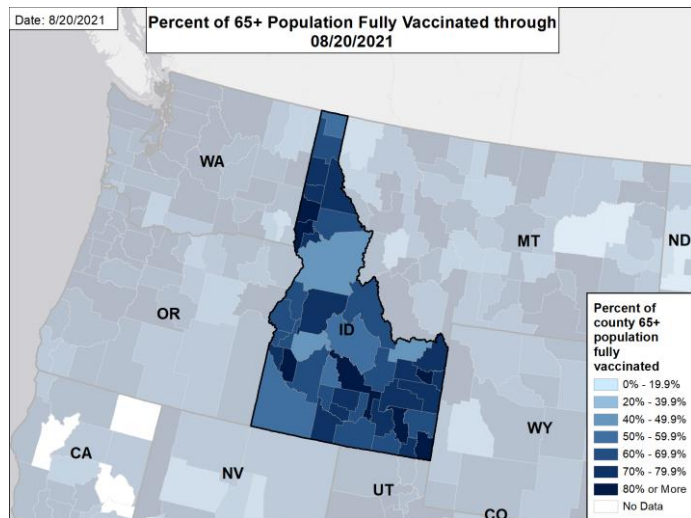 Date: 8/20/2021
Percent of 65+ Population Fully Vaccinated through
08/20/2021
WA
MT
ND
OR
ID
WY
CA
NV
UT
CO
Percent of
county 65+
population
fully
vaccinated
0% - 19.9%
20% - 39.9%
40% - 49.9%
50% - 59.9%
60% - 69.9%
70% - 79.9%
80% or More
No Data